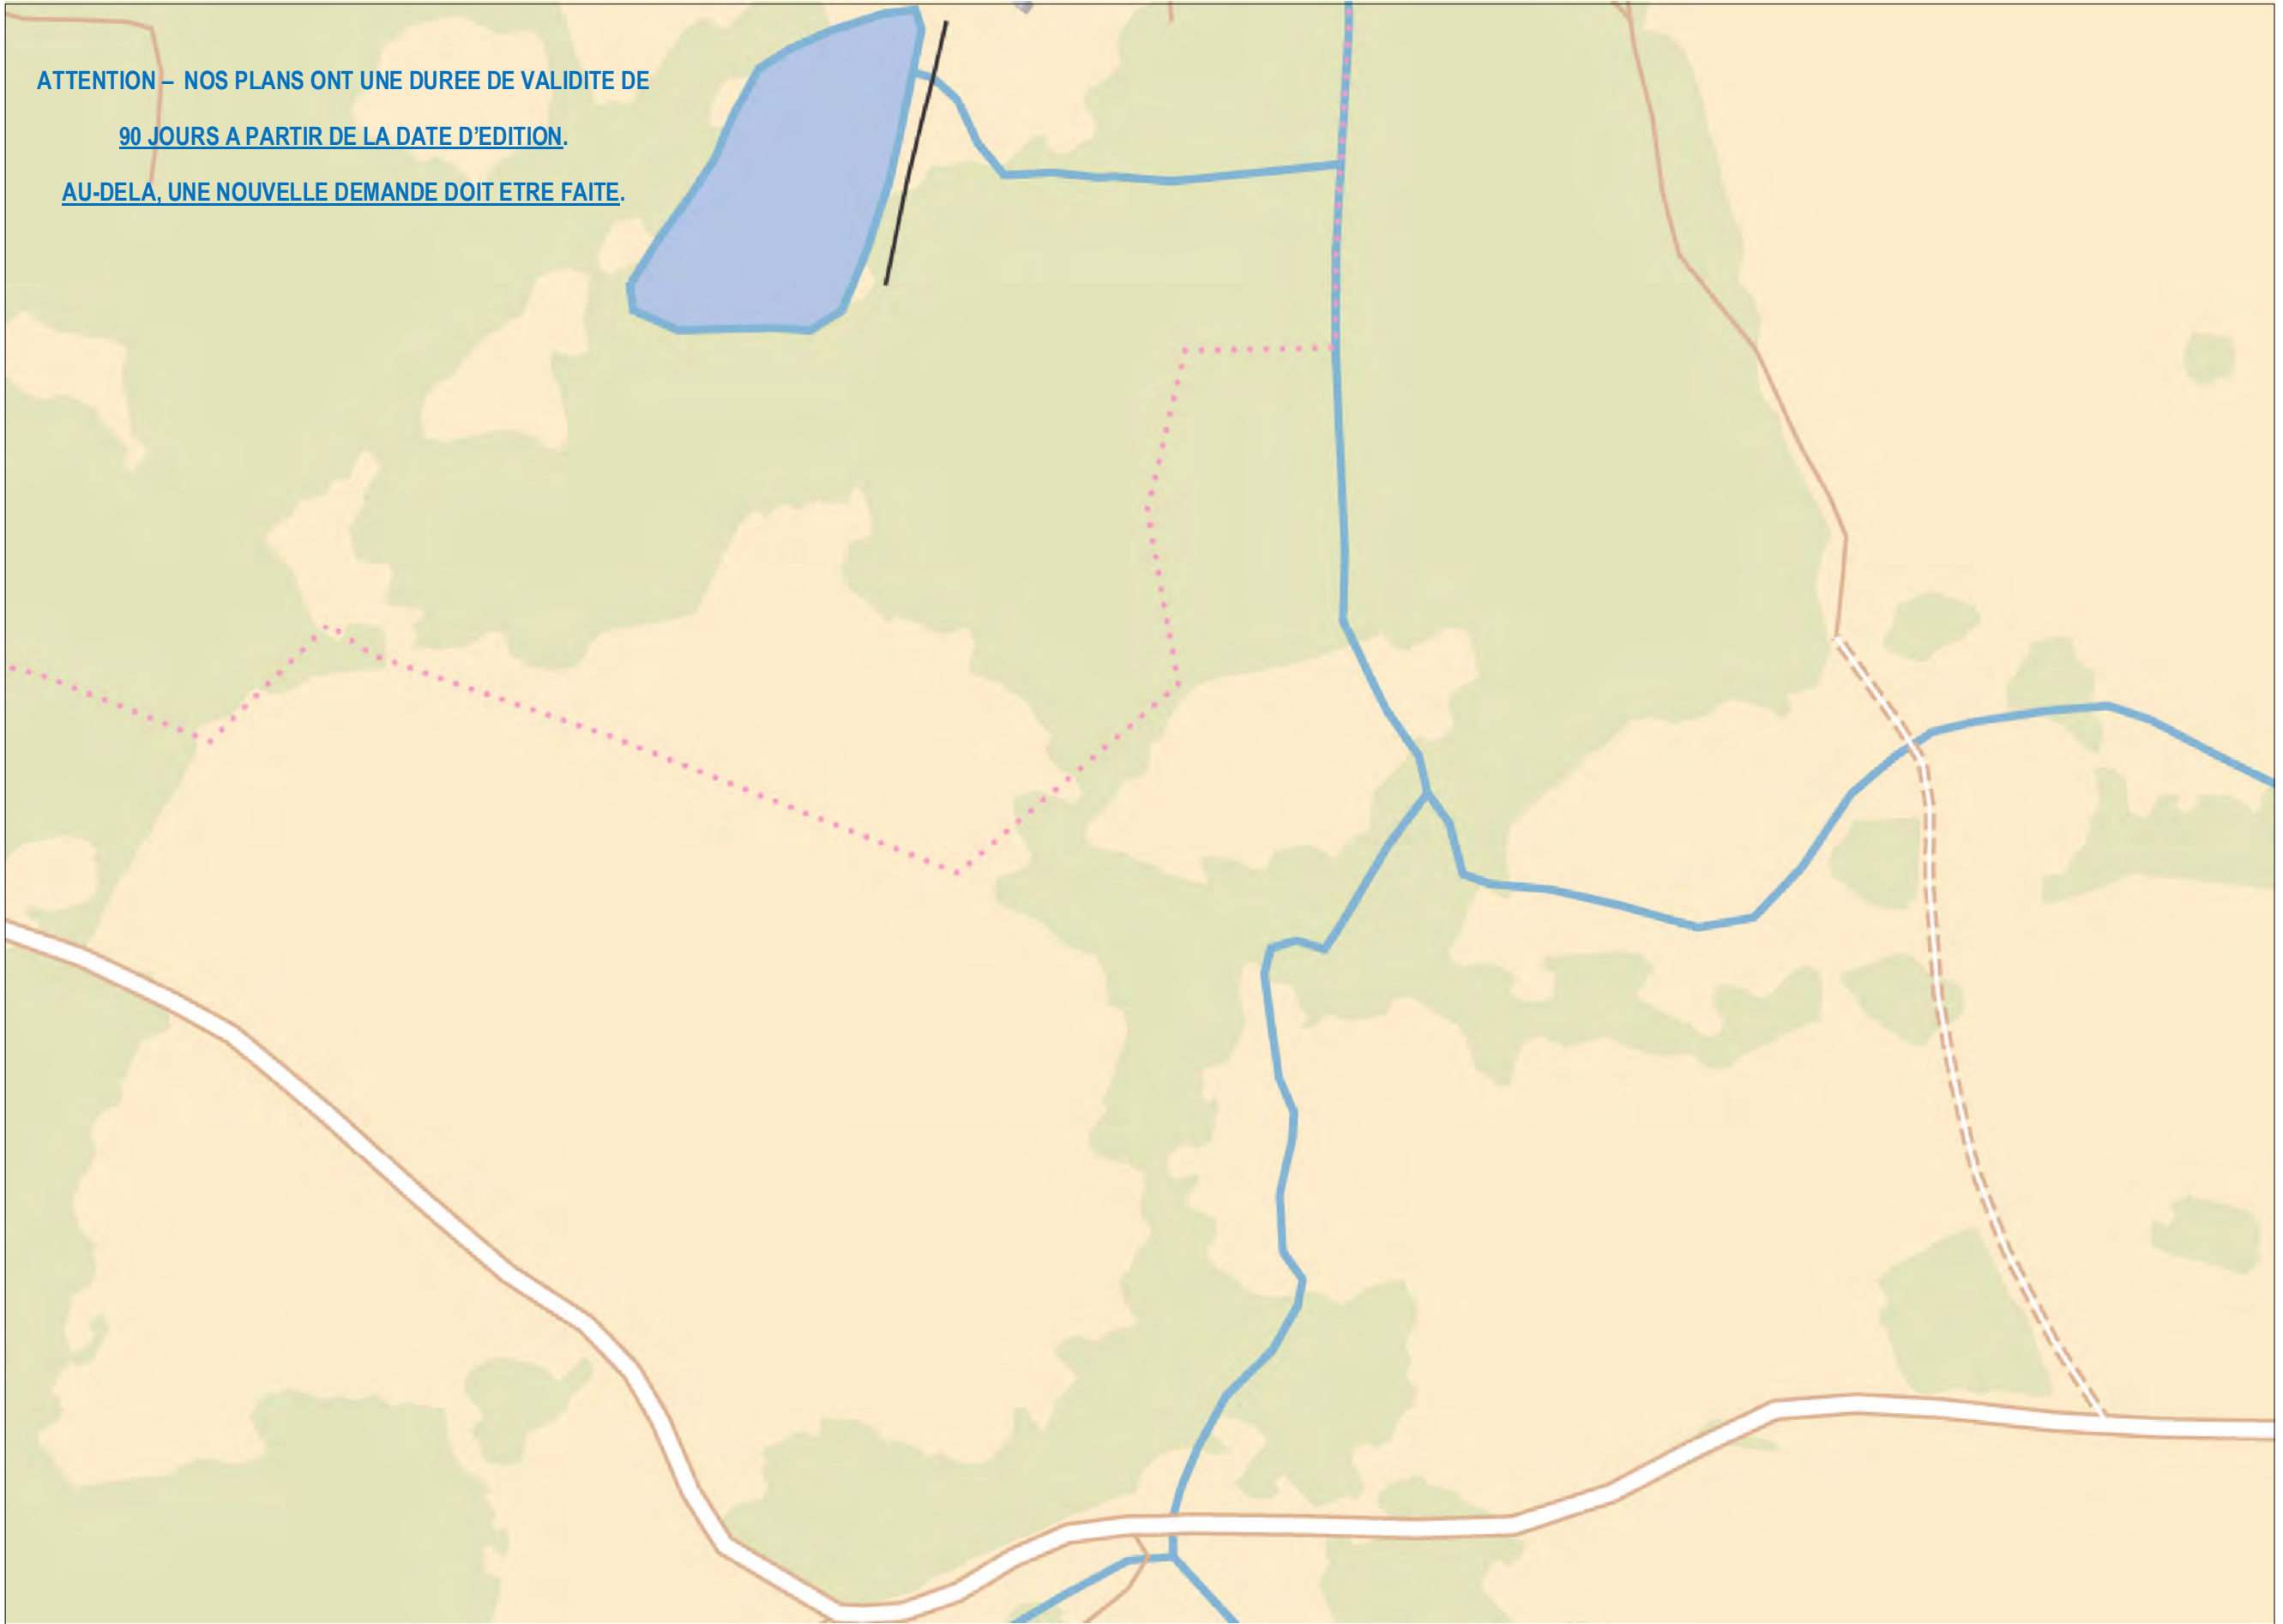 ATTENTION – NOS PLANS ONT UNE DUREE DE VALIDITE DE
90 JOURS A PARTIR DE LA DATE D’EDITION.
AU-DELA, UNE NOUVELLE DEMANDE DOIT ETRE FAITE.